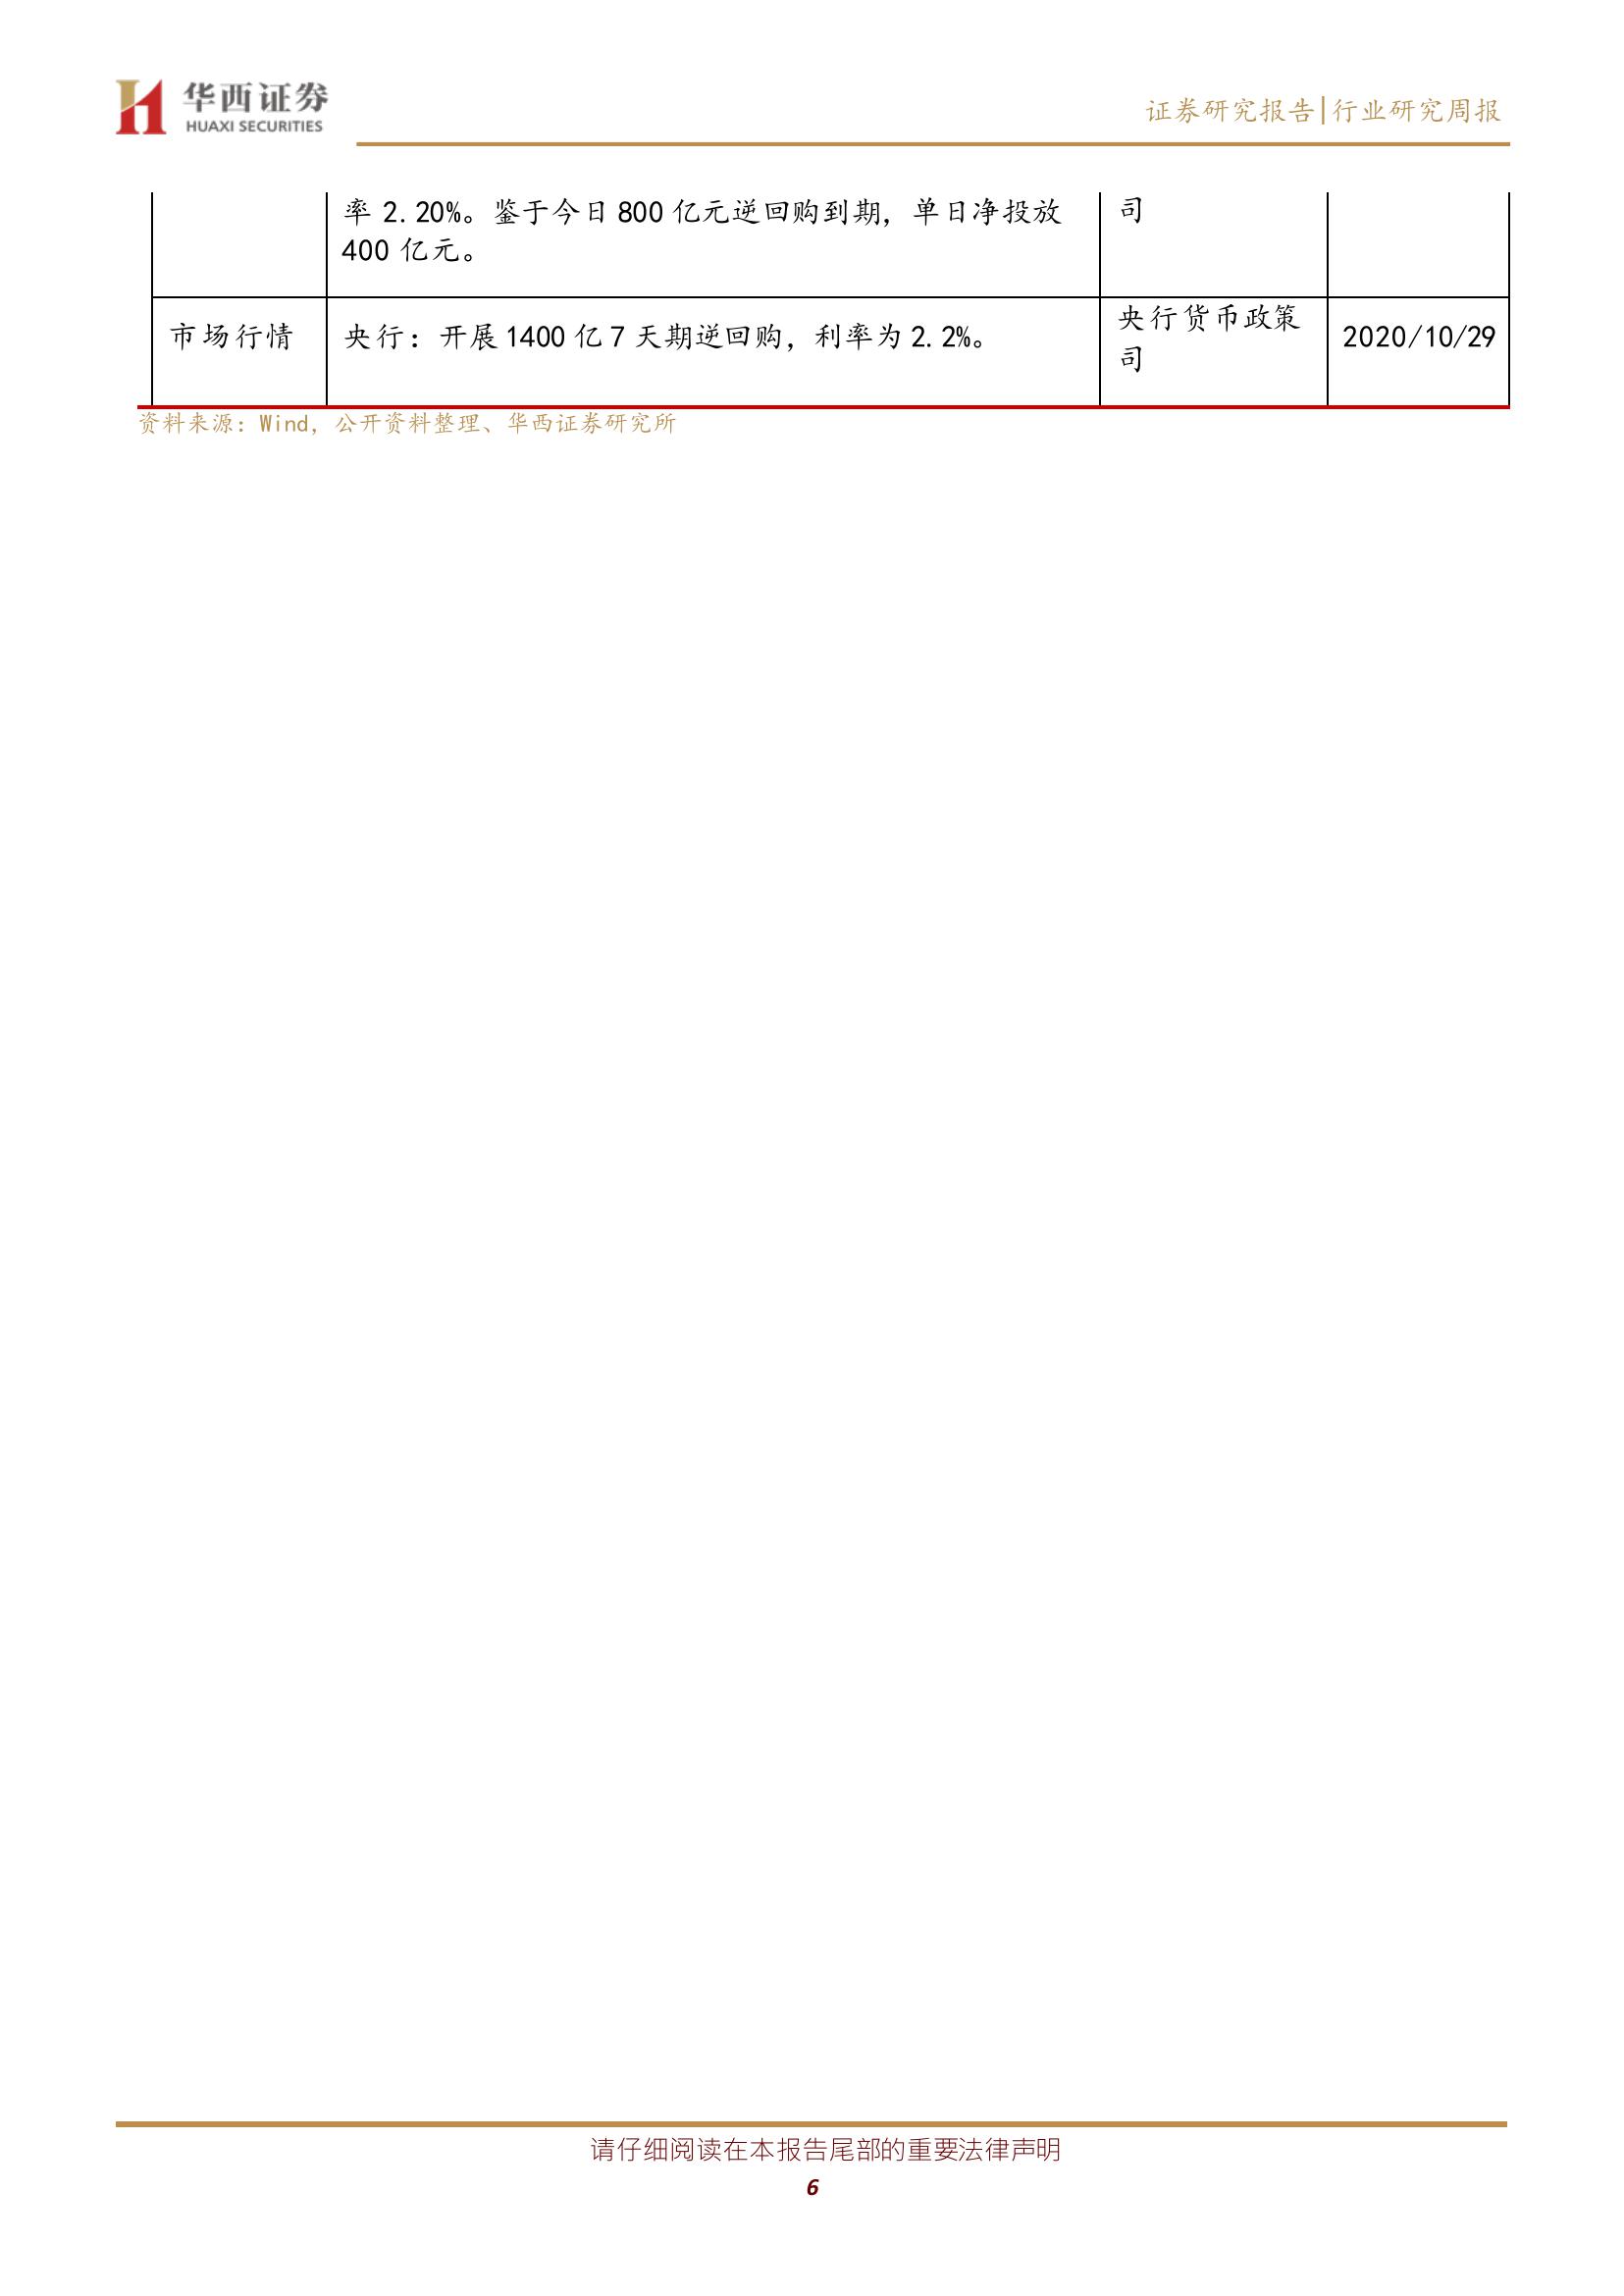 华西证券
HUAXI SECURITIES
证券研究报告|行业研究周报
率 2.20%。鉴于今日 800 亿元逆回购到期，单日净投放
400 亿元。
司
市场行情
央行：开展 1400 亿 7 天期逆回购，利率为 2.2%。
央行货币政策
司
2020/10/29
资料来源：Wind，公开资料整理、华西证券研究所
请仔细阅读在本报告尾部的重要法律声明
6